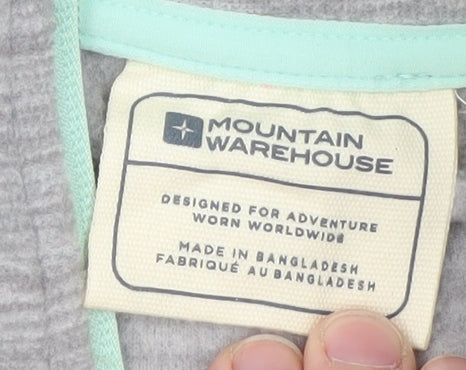 MOUNTAIN
WAREHOUSE
DESIGNED FOR ADVENTURE
WORN WORLDWIDE
MADE IN BANGLADESH
FABRIQUÉ AU BANGLADESH